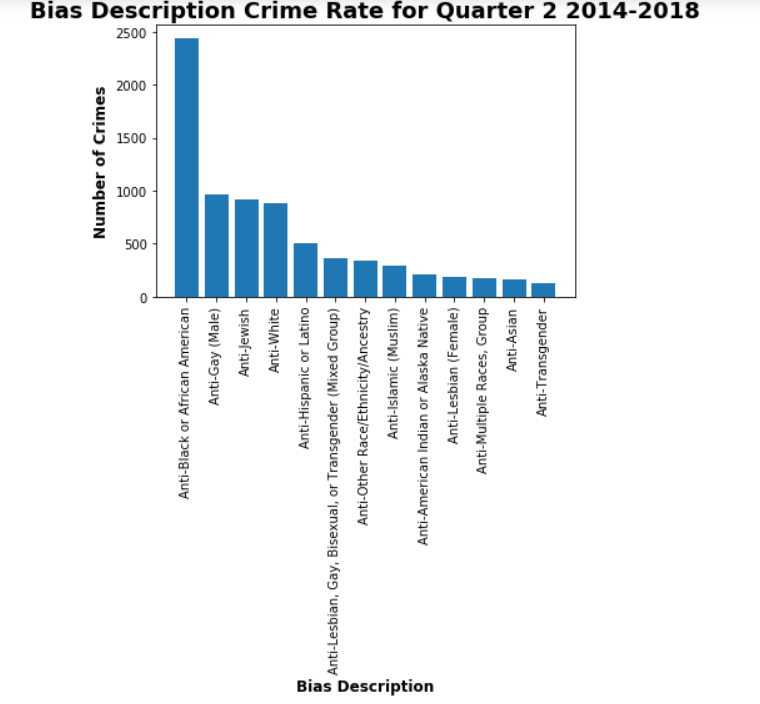 Bias Description Crime Rate for Quarter 2 2014-2018
Number of Crimes
2500
2000
1500
1000
500
0
Anti-Black or African American
Anti-Gay (Male)
Anti-Jewish
Anti-White
Anti-Hispanic or Latino
Anti-Lesbian, Gay, Bisexual, or Transgender (Mixed Group)
Anti-Other Race/Ethnicity/Ancestry
Anti-Islamic (Muslim)
Anti-American Indian or Alaska Native
Anti-Lesbian (Female)
Anti-Multiple Races, Group
Anti-Asian
Anti-Transgender
Bias Description